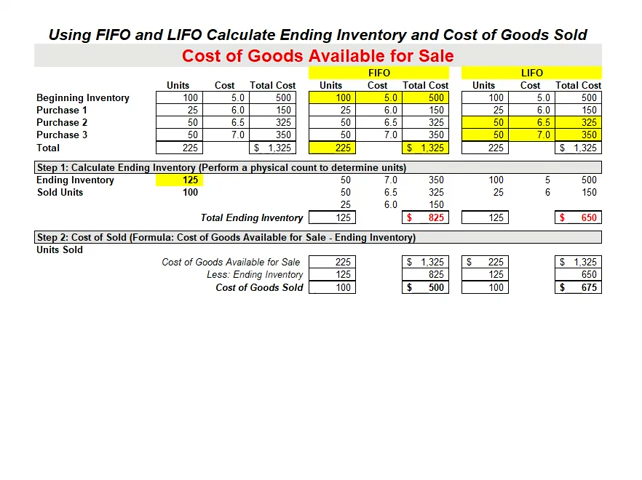 Using FIFO and LIFO Calculate Ending Inventory and Cost of Goods Sold
Cost of Goods Available for Sale
FIFO LIFO
Units Cost Total Cost Units Cost Total Cost Units Cost Total Cost
Beginning Inventory 100 5.0 500 100 5.0 500 100 5.0 500
Purchase 1 25 6.0 150 25 6.0 150 25 6.0 150
Purchase 2 50 6.5 325 50 6.5 325 50 6.5 325
Purchase 3 50 7.0 350 50 7.0 350 50 7.0 350
Total 225 $ 1,325 225 $ 1,325 225 $ 1,325
Step 1: Calculate Ending Inventory (Perform a physical count to determine units)
Ending Inventory 125 50 7.0 350 100 5 500
Sold Units 100 50 6.5 325 25 6 150
25 6.0 150
Total Ending Inventory 125 $ 825 125 $ 650
Step 2: Cost of Sold (Formula: Cost of Goods Available for Sale - Ending Inventory)
Units Sold
Cost of Goods Available for Sale 225 $ 1,325 $ 225 $ 1,325
Less: Ending Inventory 125 825 125 650
Cost of Goods Sold 100 $ 500 100 $ 675